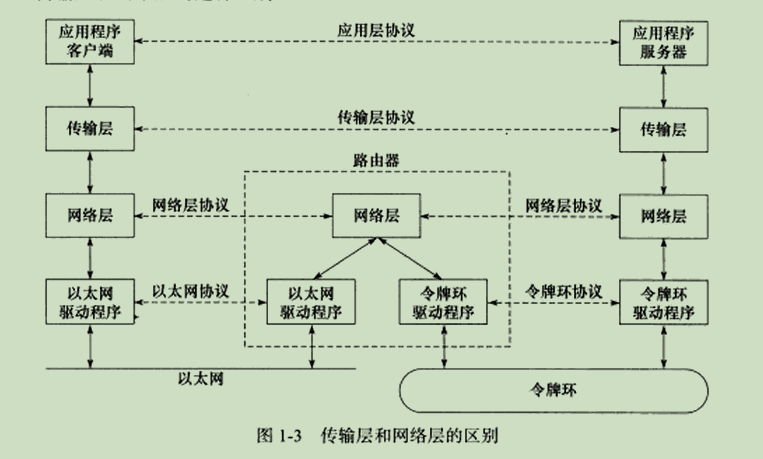 应用程序
客户端
应用层协议
应用程序
服务器
传输层
传输层协议
传输层
路由器
网络层
网络层协议
网络层
网络层协议
网络层
以太网
驱动程序
以太网协议
以太网
驱动程序
令牌环
驱动程序
令牌环协议
令牌环
驱动程序
以太网
令牌环
图 1-3 传输层和网络层的区别